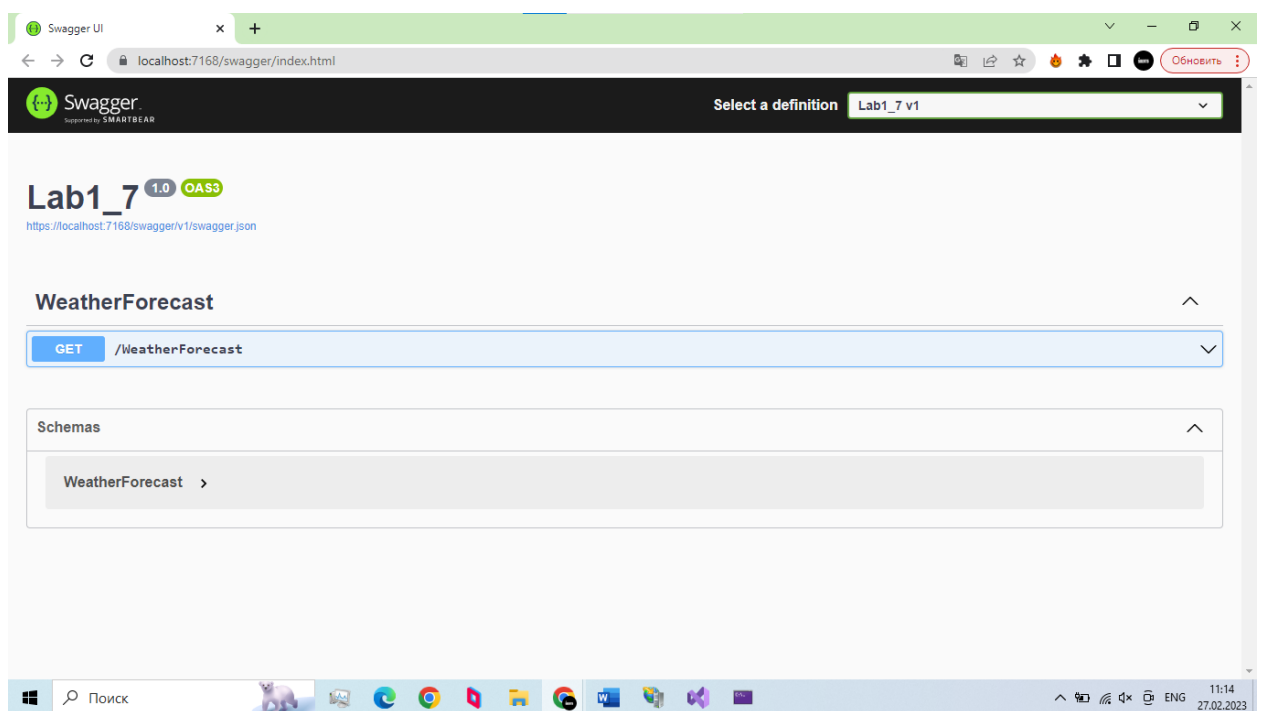 Swagger UI
localhost:7168/swagger/index.html
Обновить
Swagger.
Supported by SMARTBEAR
Select a definition
Lab1_7 v1
Lab1_7 1.0 OAS3
https://localhost:7168/swagger/v1/swagger.json
WeatherForecast
GET /WeatherForecast
Schemas
WeatherForecast
Поиск
ENG
11:14
27.02.2023